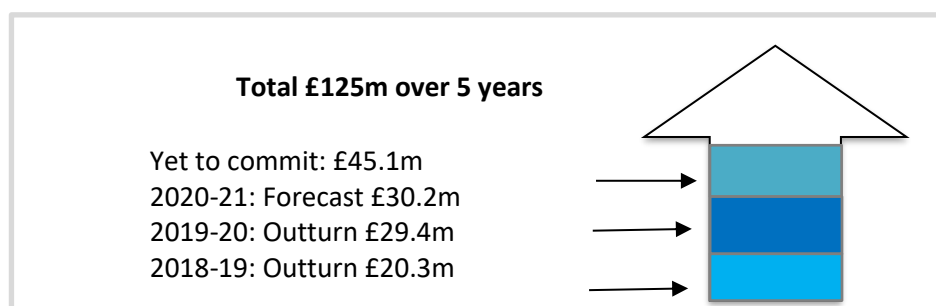 Total £125m over 5 years
Yet to commit: £45.1m
2020-21: Forecast £30.2m
2019-20: Outturn £29.4m
2018-19: Outturn £20.3m